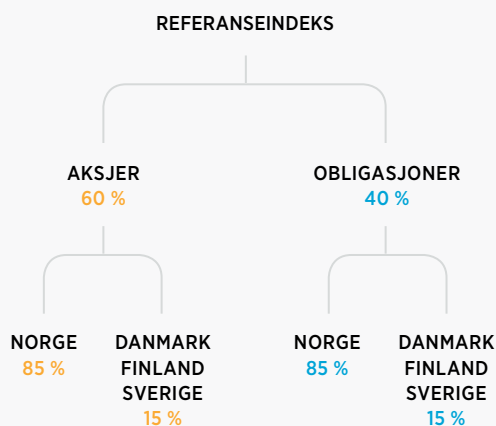 REFERANSEINDEKS
AKSJER
60 %
OBLIGASJONER
40 %
NORGE
85 %
DANMARK
FINLAND
SVERIGE
15 %
NORGE
85 %
DANMARK
FINLAND
SVERIGE
15 %